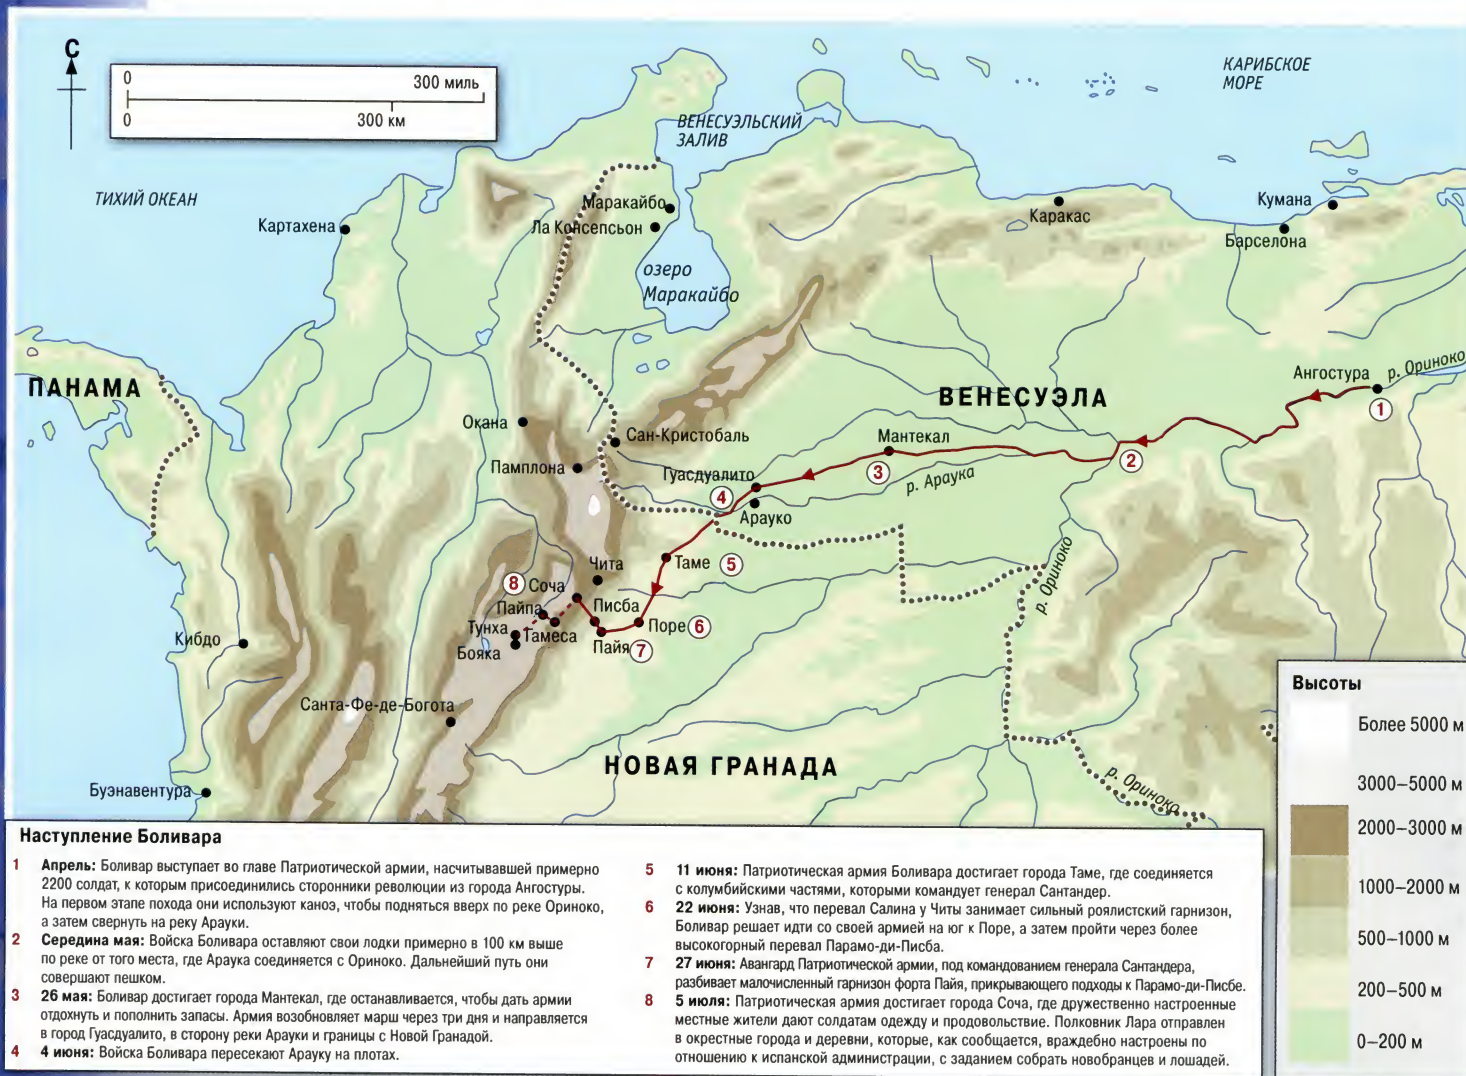 С
0 300 миль
0 300 км
КАРИБСКОЕ
МОРЕ
ВЕНЕСУЭЛЬСКИЙ
ЗАЛИВ
ТИХИЙ ОКЕАН
Картахена
Маракайбо
Ла Консепсьон
озеро
Маракайбо
Каракас
Кумана
Барселона
ПАНАМА
ВЕНЕСУЭЛА
Ангостура
р. Ориноко
1
Окана
Сан-Кристобаль
Мантекал
2
Памплона
Гуасдуалито
3
р. Араука
4
Арауко
Чита
Таме
5
р. Ориноко
8
Соча
Пайпа
Писба
Тунха
Тамеса
Поре
6
Бояка
Пайя
7
Кибдо
Санта-Фе-де-Богота
НОВАЯ ГРАНАДА
р. Ориноко
Буэнавентура
Высоты
Более 5000 м
3000–5000 м
2000–3000 м
1000–2000 м
500–1000 м
200–500 м
0–200 м
Наступление Боливара
1 Апрель: Боливар выступает во главе Патриотической армии, насчитывавшей примерно
2200 солдат, к которым присоединились сторонники революции из города Ангостуры.
На первом этапе похода они используют каноэ, чтобы подняться вверх по реке Ориноко,
а затем свернуть на реку Арауки.
2 Середина мая: Войска Боливара оставляют свои лодки примерно в 100 км выше
по реке от того места, где Араука соединяется с Ориноко. Дальнейший путь они
совершают пешком.
3 26 мая: Боливар достигает города Мантекал, где останавливается, чтобы дать армии
отдохнуть и пополнить запасы. Армия возобновляет марш через три дня и направляется
в город Гуасдуалито, в сторону реки Арауки и границы с Новой Гранадой.
4 4 июня: Войска Боливара пересекают Арауку на плотах.
5 11 июня: Патриотическая армия Боливара достигает города Таме, где соединяется
с колумбийскими частями, которыми командует генерал Сантандер.
6 22 июня: Узнав, что перевал Салина у Читы занимает сильный роялистский гарнизон,
Боливар решает идти со своей армией на юг к Поре, а затем пройти через более
высокогорный перевал Парамо-ди-Писба.
7 27 июня: Авангард Патриотической армии, под командованием генерала Сантандера,
разбивает малочисленный гарнизон форта Пайя, прикрывающего подходы к Парамо-ди-Писбе.
8 5 июля: Патриотическая армия достигает города Соча, где дружественно настроенные
местные жители дают солдатам одежду и продовольствие. Полковник Лара отправлен
в окрестные города и деревни, которые, как сообщается, враждебно настроены по
отношению к испанской администрации, с заданием собрать новобранцев и лошадей.